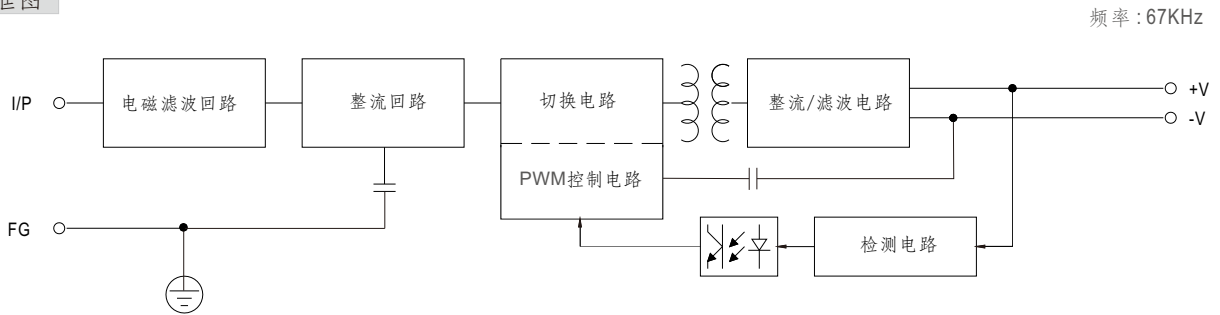 框图
频率 : 67KHz
I/P
电磁滤波回路
整流回路
切换电路
整流/滤波电路
+V
-V
PWM控制电路
FG
检测电路